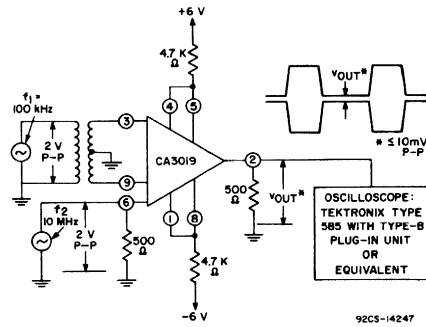 +6 V
4.7 K
Ω
f1 =
100 kHz
2 V
P-P
3
4
5
CA3019
9
6
1
8
2
f2
10 MHz
2 V
P-P
500
Ω
4.7 K
Ω
-6 V
500
Ω
VOUT*
VOUT*
* ≤10mV
P-P
OSCILLOSCOPE:
TEKTRONIX TYPE
585 WITH TYPE-B
PLUG-IN UNIT
OR
EQUIVALENT
92CS-14247